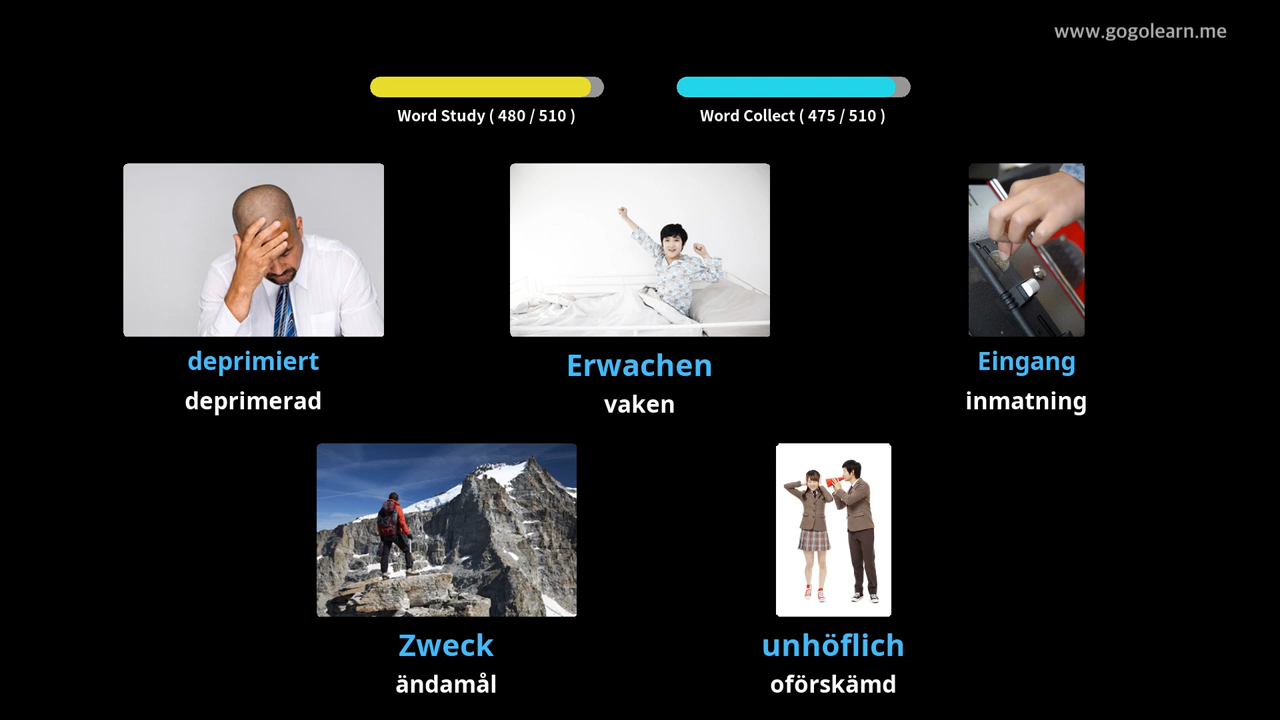 www.gogolearn.me
Word Study ( 480 / 510 )
Word Collect ( 475 / 510 )
deprimiert
deprimerad
Erwachen
vaken
Eingang
inmatning
Zweck
ändamål
unhöflich
oförskämd